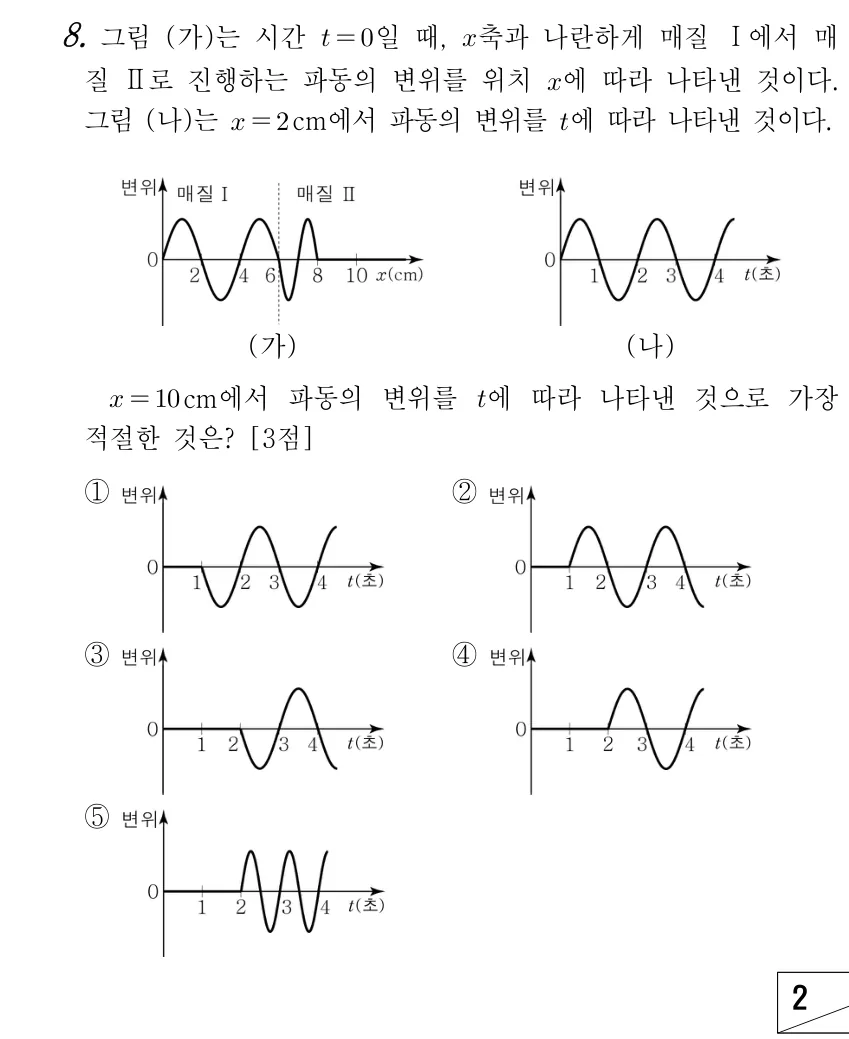 8. 그림 (가)는 시간 t=0일 때, x축과 나란하게 매질 Ⅰ에서 매
질 Ⅱ로 진행하는 파동의 변위를 위치 x에 따라 나타낸 것이다.
그림 (나)는 x=2cm에서 파동의 변위를 t에 따라 나타낸 것이다.
변위 매질 Ⅰ 매질 Ⅱ
0 2 4 6 8 10 x(cm)
(가)
변위
0 1 2 3 4 t(초)
(나)
x=10cm에서 파동의 변위를 t에 따라 나타낸 것으로 가장
적절한 것은? [3점]
① 변위
0 1 2 3 4 t(초)
② 변위
0 1 2 3 4 t(초)
③ 변위
0 1 2 3 4 t(초)
④ 변위
0 1 2 3 4 t(초)
⑤ 변위
0 1 2 3 4 t(초)
2